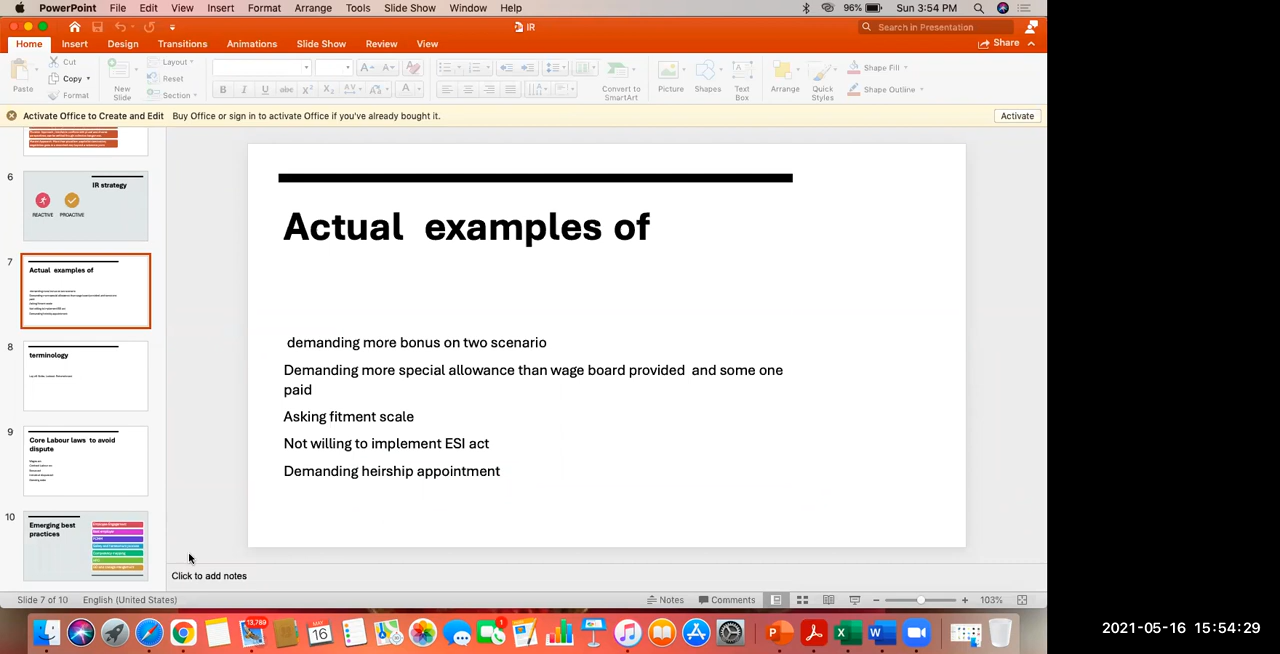 PowerPoint File Edit View Insert Format Arrange Tools Slide Show Window Help 96% Sun 3:54 PM
IR
Search in Presentation
Home Insert Design Transitions Animations Slide Show Review View
Share
Paste
Cut
Copy
Format
New Slide
Layout
Reset
Section
Convert to SmartArt
Picture
Shapes
Text Box
Arrange
Quick Styles
Shape Fill
Shape Outline
Activate Office to Create and Edit Buy Office or sign in to activate Office if you've already bought it.
Activate
6
IR strategy
REACTIVE PROACTIVE
7
Actual examples of
8
terminology
9
Core Labour laws to avoid
dispute
10
Emerging best
practices
Actual examples of
demanding more bonus on two scenario
Demanding more special allowance than wage board provided and some one
paid
Asking fitment scale
Not willing to implement ESI act
Demanding heirship appointment
Click to add notes
Slide 7 of 10 English (United States)
Notes Comments
103%
13,789
MAY
16
1
2021-05-16 15:54:29